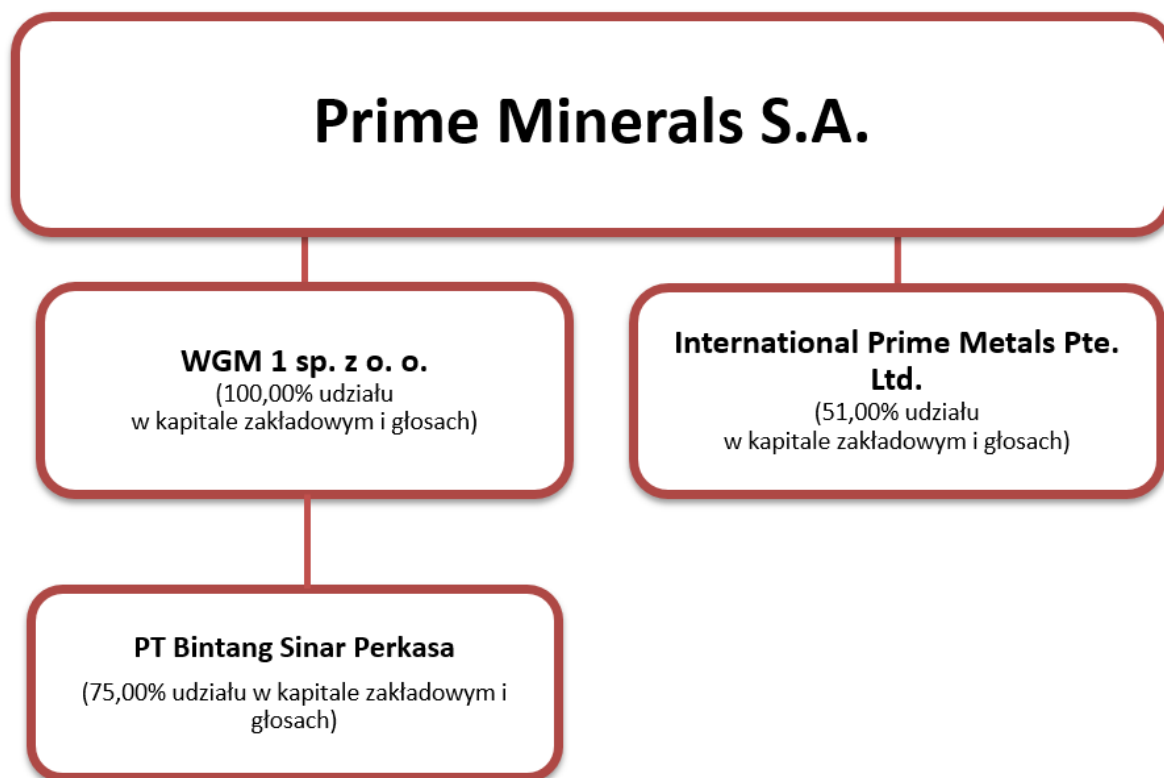 Prime Minerals S.A.
WGM 1 sp. z o. o.
(100,00% udziału
w kapitale zakładowym i głosach)
International Prime Metals Pte.
Ltd.
(51,00% udziału
w kapitale zakładowym i głosach)
PT Bintang Sinar Perkasa
(75,00% udziału w kapitale zakładowym i
głosach)